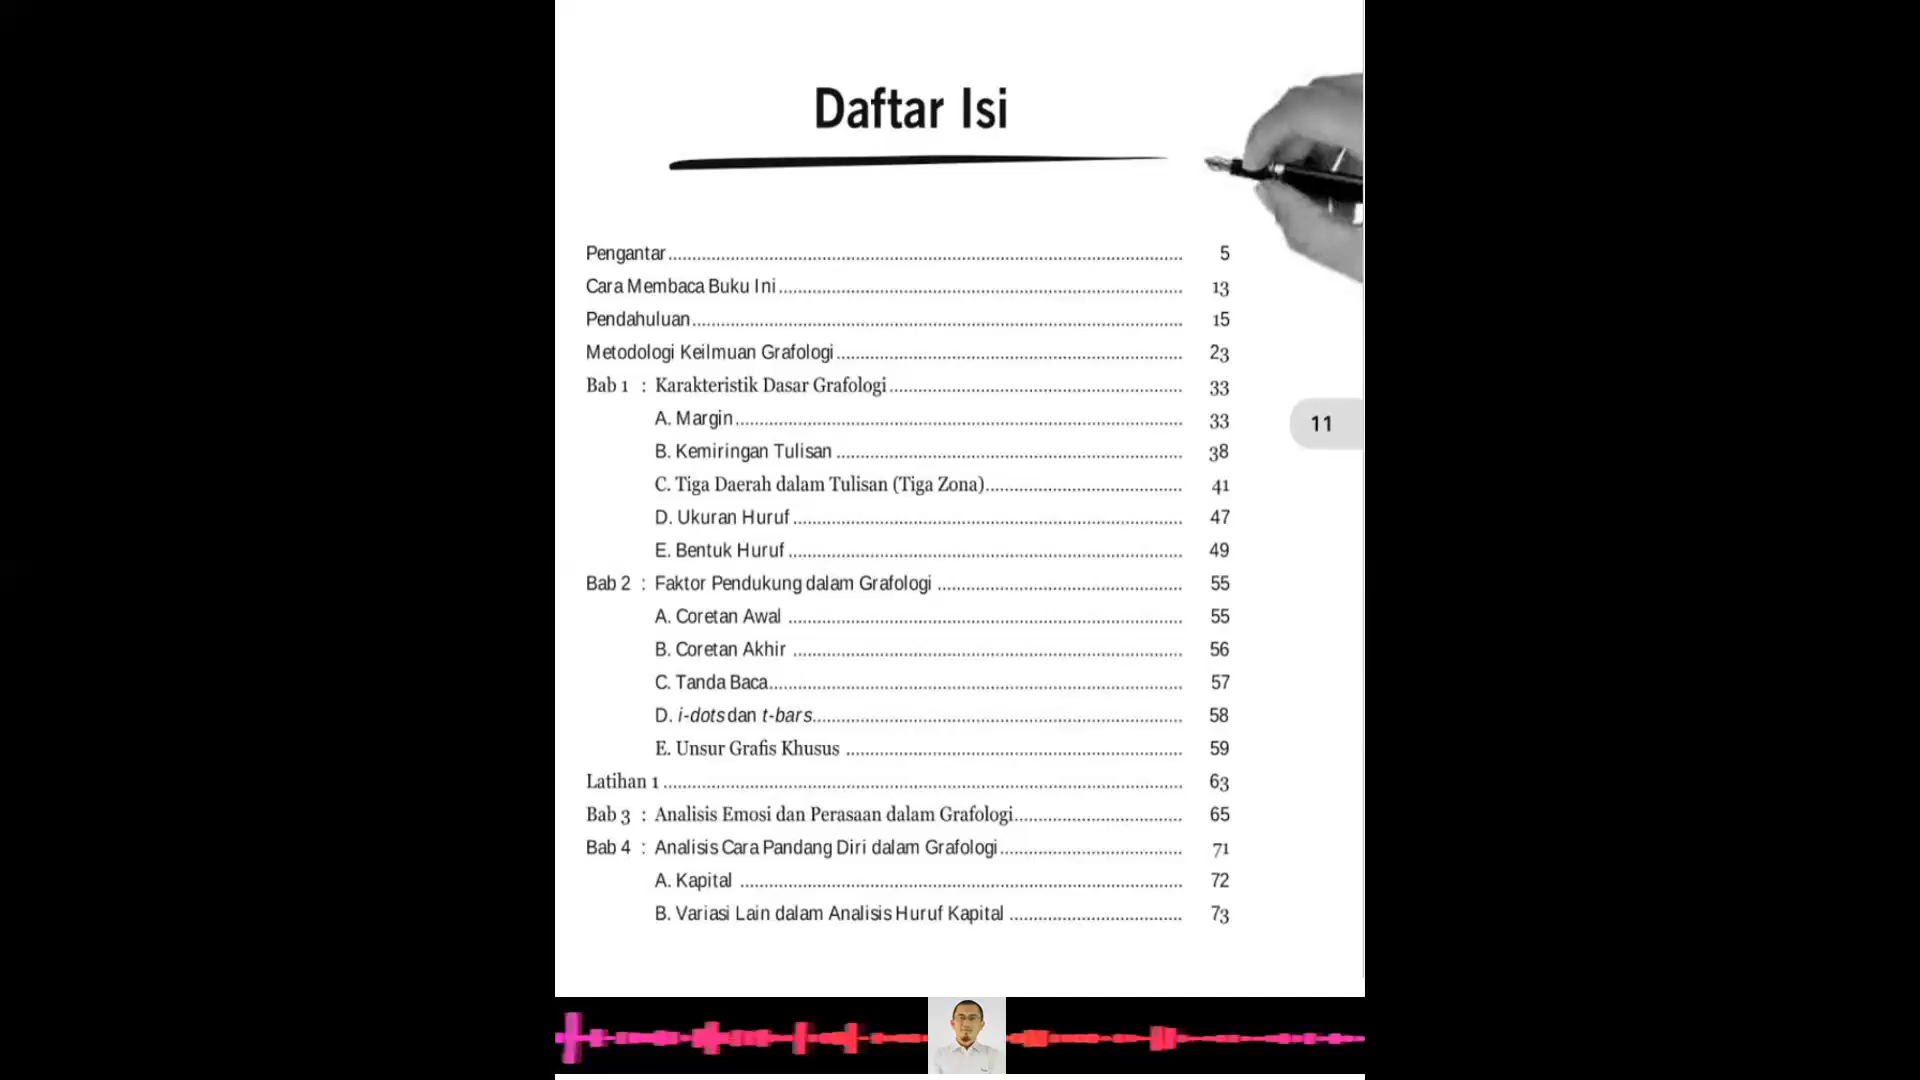 Daftar Isi
Pengantar 5
Cara Membaca Buku Ini 13
Pendahuluan 15
Metodologi Keilmuan Grafologi 23
Bab 1 : Karakteristik Dasar Grafologi 33
A. Margin 33
B. Kemiringan Tulisan 38
11
C. Tiga Daerah dalam Tulisan (Tiga Zona) 41
D. Ukuran Huruf 47
E. Bentuk Huruf 49
Bab 2 : Faktor Pendukung dalam Grafologi 55
A. Coretan Awal 55
B. Coretan Akhir 56
C. Tanda Baca 57
D. i-dots dan t-bars 58
E. Unsur Grafis Khusus 59
Latihan 1 63
Bab 3 : Analisis Emosi dan Perasaan dalam Grafologi 65
Bab 4 : Analisis Cara Pandang Diri dalam Grafologi 71
A. Kapital 72
B. Variasi Lain dalam Analisis Huruf Kapital 73